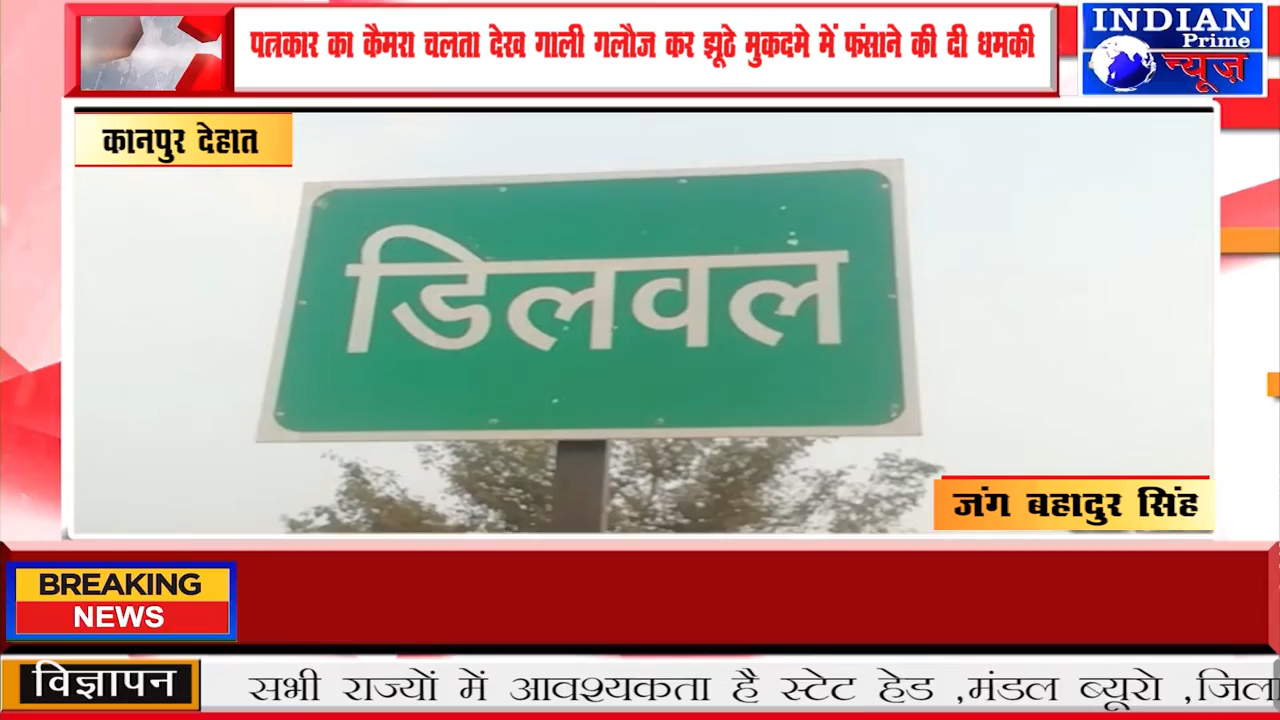 पत्रकार का कैमरा चलता देख गाली गलौज कर झूठे मुकदमे में फंसाने की दी धमकी
INDIAN
Prime
न्यूज़
कानपुर देहात
डिलवल
जंग बहादुर सिंह
BREAKING
NEWS
विज्ञापन
सभी राज्यों में आवश्यकता है स्टेट हेड ,मंडल ब्यूरो ,जिला